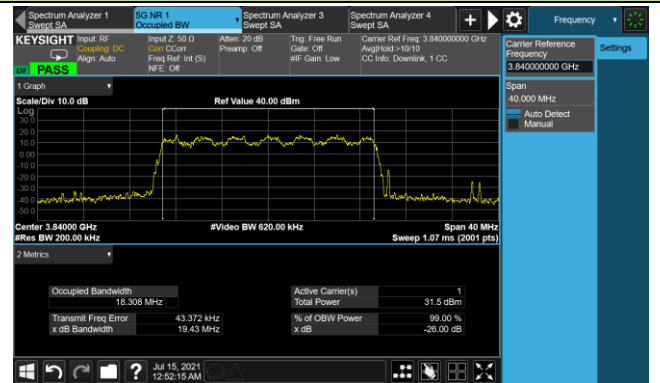 Spectrum Analyzer 1
Swept SA
5G NR 1
Occupied BW
Spectrum Analyzer 3
Swept SA
Spectrum Analyzer 4
Swept SA
Frequency
KEYSIGHT
Input: RF
Coupling: DC
Align: Auto
Input Z: 50 Ω
Corr CCorr
Freq Ref: Int (S)
NFE: Off
Atten: 20 dB
Preamp: Off
Trig: Free Run
Gate: Off
#IF Gain: Low
Carrier Ref Freq: 3.840000000 GHz
Avg|Hold:>10/10
CC Info: Downlink, 1 CC
PASS
Carrier Reference
Frequency
3.840000000 GHz
Settings
Span
40.000 MHz
Auto Detect
Manual
1 Graph
Scale/Div 10.0 dB
Ref Value 40.00 dBm
Log
30.0
20.0
10.0
0.00
-10.0
-20.0
-30.0
-40.0
-50.0
Center 3.84000 GHz
#Video BW 620.00 kHz
Span 40 MHz
#Res BW 200.00 kHz
Sweep 1.07 ms (2001 pts)
2 Metrics
Occupied Bandwidth
18.308 MHz
Active Carrier(s) 1
Total Power 31.5 dBm
Transmit Freq Error 43.372 kHz
x dB Bandwidth 19.43 MHz
% of OBW Power 99.00 %
x dB -26.00 dB
?
Jul 15, 2021
12:52:15 AM